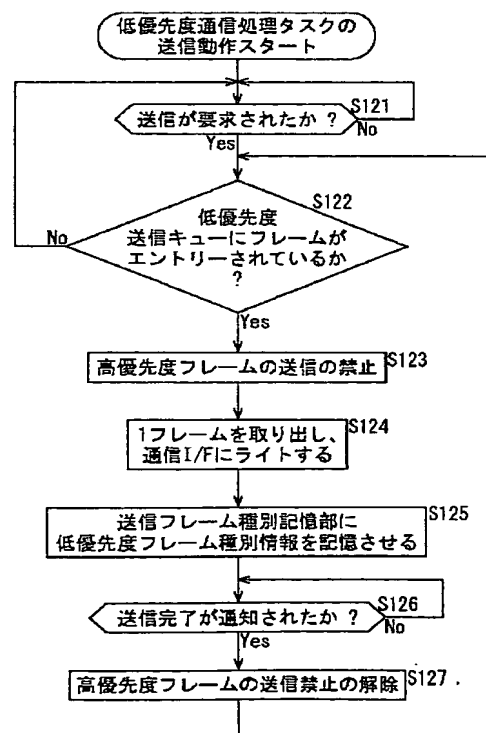 低優先度通信処理タスクの
送信動作スタート
S121
送信が要求されたか ?
No
Yes
S122
低優先度
送信キューにフレームが
エントリーされているか
?
No
Yes
高優先度フレームの送信の禁止
S123
1フレームを取り出し、
通信I/Fにライトする
S124
送信フレーム種別記憶部に
低優先度フレーム種別情報を記憶させる
S125
送信完了が通知されたか ?
S126
No
Yes
高優先度フレームの送信禁止の解除
S127